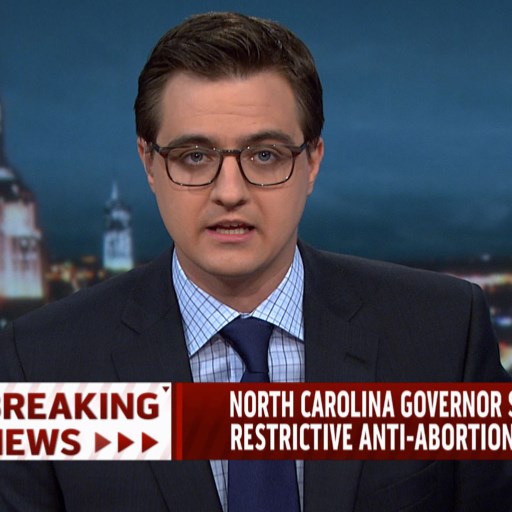 BREAKING
NEWS
NORTH CAROLINA GOVERNOR
RESTRICTIVE ANTI-ABORTION